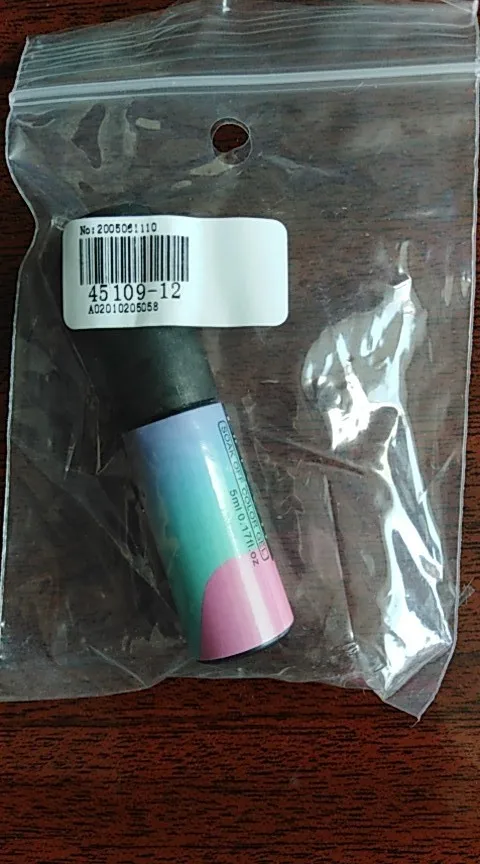 No:2005061110
45109-12
A02010205058
SOAK OFF COLOR GEL
5ml 0.17fl.oz